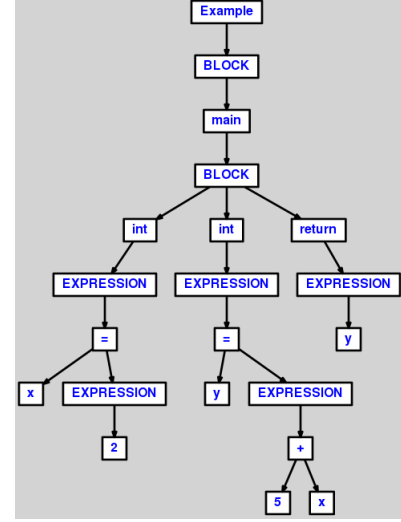 Example
BLOCK
main
BLOCK
int int return
EXPRESSION EXPRESSION EXPRESSION
= = y
x EXPRESSION y EXPRESSION
2 +
5 x